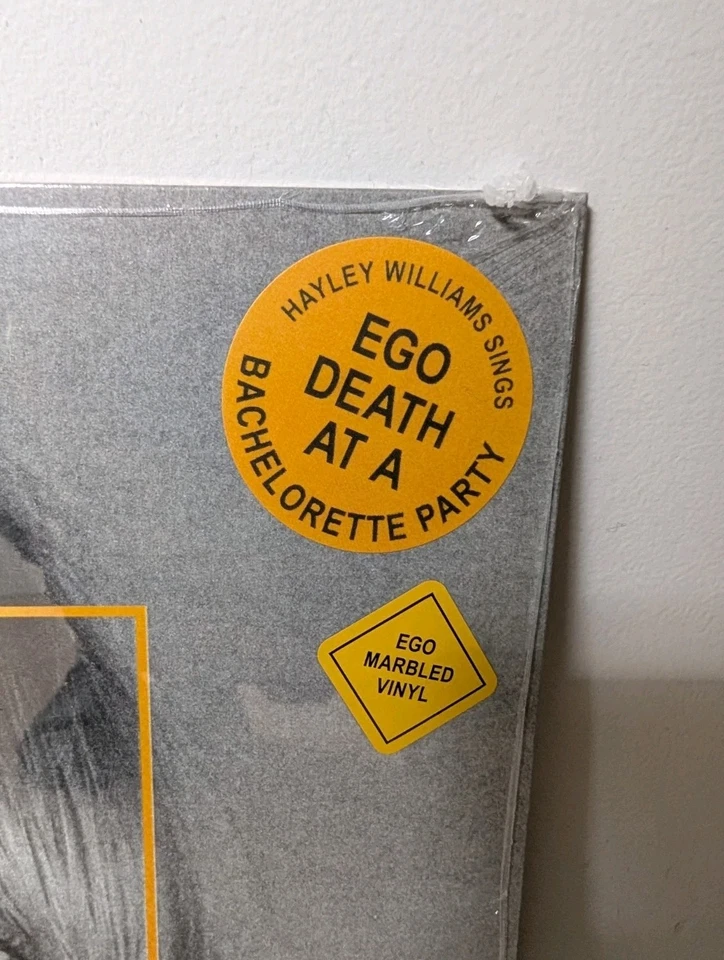 HAYLEY WILLIAMS SINGS
EGO
DEATH
AT A
BACHELORETTE PARTY
EGO
MARBLED
VINYL